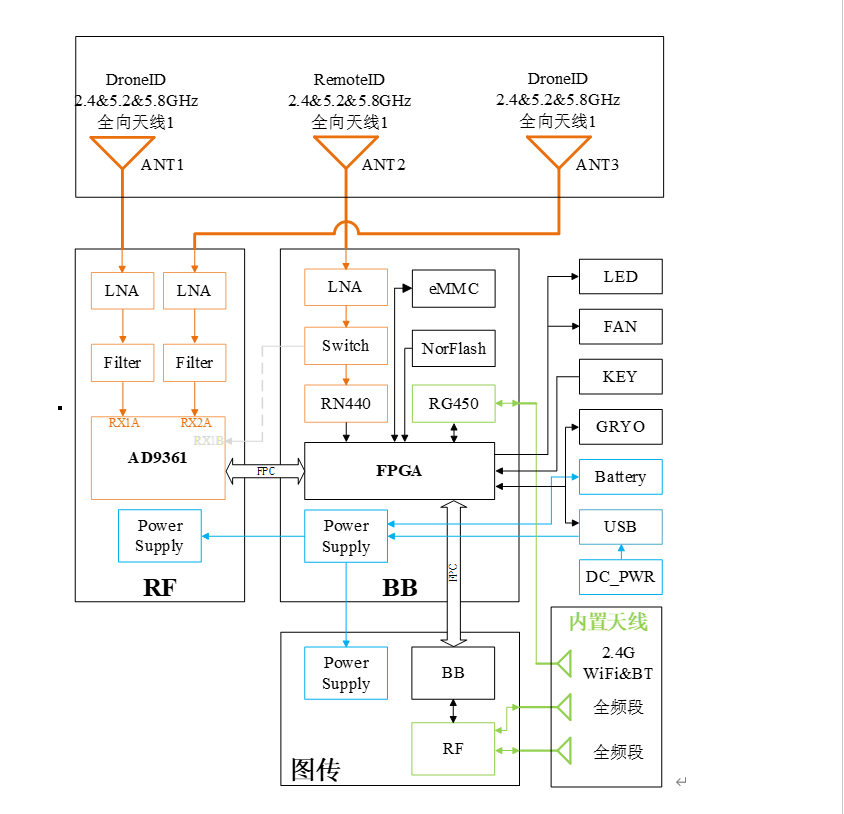 DroneID
2.4&5.2&5.8GHz
全向天线1
ANT1
RemoteID
2.4&5.2&5.8GHz
全向天线1
ANT2
DroneID
2.4&5.2&5.8GHz
全向天线1
ANT3
LNA
LNA
Filter
Filter
RX1A
RX2A
RX1B
AD9361
Power
Supply
RF
FPC
LNA
eMMC
Switch
NorFlash
RN440
RG450
FPGA
Power
Supply
BB
FPC
LED
FAN
KEY
GRYO
Battery
USB
DC_PWR
Power
Supply
BB
RF
图传
内置天线
2.4G
WiFi&BT
全频段
全频段